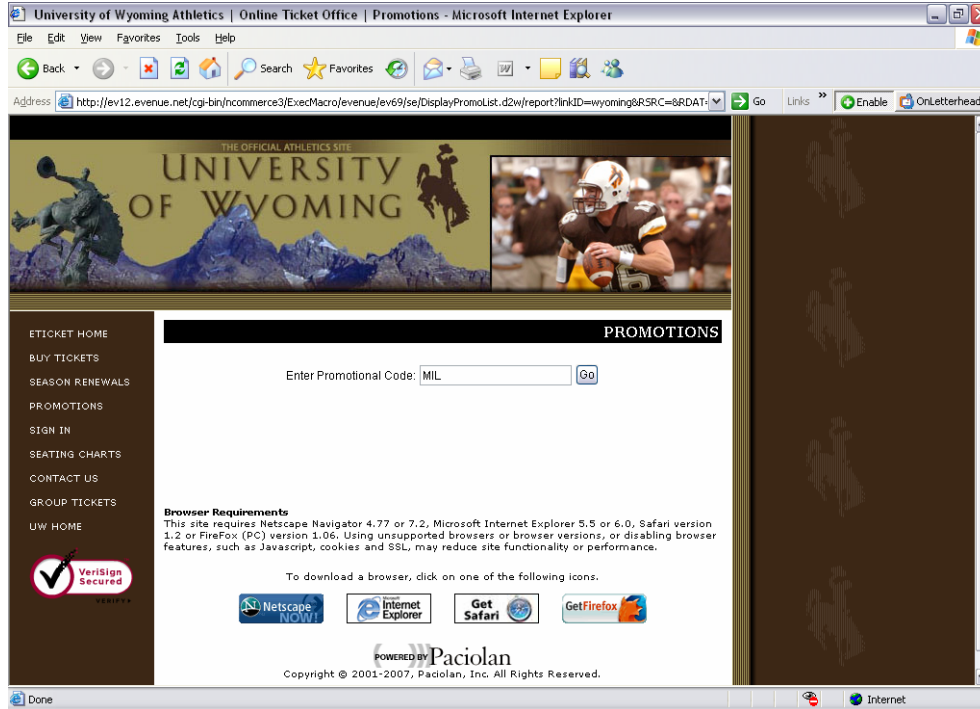 University of Wyoming Athletics | Online Ticket Office | Promotions - Microsoft Internet Explorer
File Edit View Favorites Tools Help
Back Search Favorites
Address http://ev12.evenue.net/cgi-bin/ncommerce3/ExecMacro/evenue/ev69/se/DisplayPromoList.d2w/report?linkID=wyoming&RSRC=&RDAT: Go Links » Enable OnLetterhead
THE OFFICIAL ATHLETICS SITE
UNIVERSITY
OF WYOMING
PROMOTIONS
ETICKET HOME
BUY TICKETS
SEASON RENEWALS
PROMOTIONS
SIGN IN
SEATING CHARTS
CONTACT US
GROUP TICKETS
UW HOME
VeriSign
Secured
VERIFY
Enter Promotional Code: MIL Go
Browser Requirements
This site requires Netscape Navigator 4.77 or 7.2, Microsoft Internet Explorer 5.5 or 6.0, Safari version
1.2 or FireFox (PC) version 1.06. Using unsupported browsers or browser versions, or disabling browser
features, such as Javascript, cookies and SSL, may reduce site functionality or performance.
To download a browser, click on one of the following icons.
Netscape
NOW!
Microsoft
Internet
Explorer
Get
Safari
GetFirefox
POWERED BY Paciolan
Copyright © 2001-2007, Paciolan, Inc. All Rights Reserved.
Done Internet